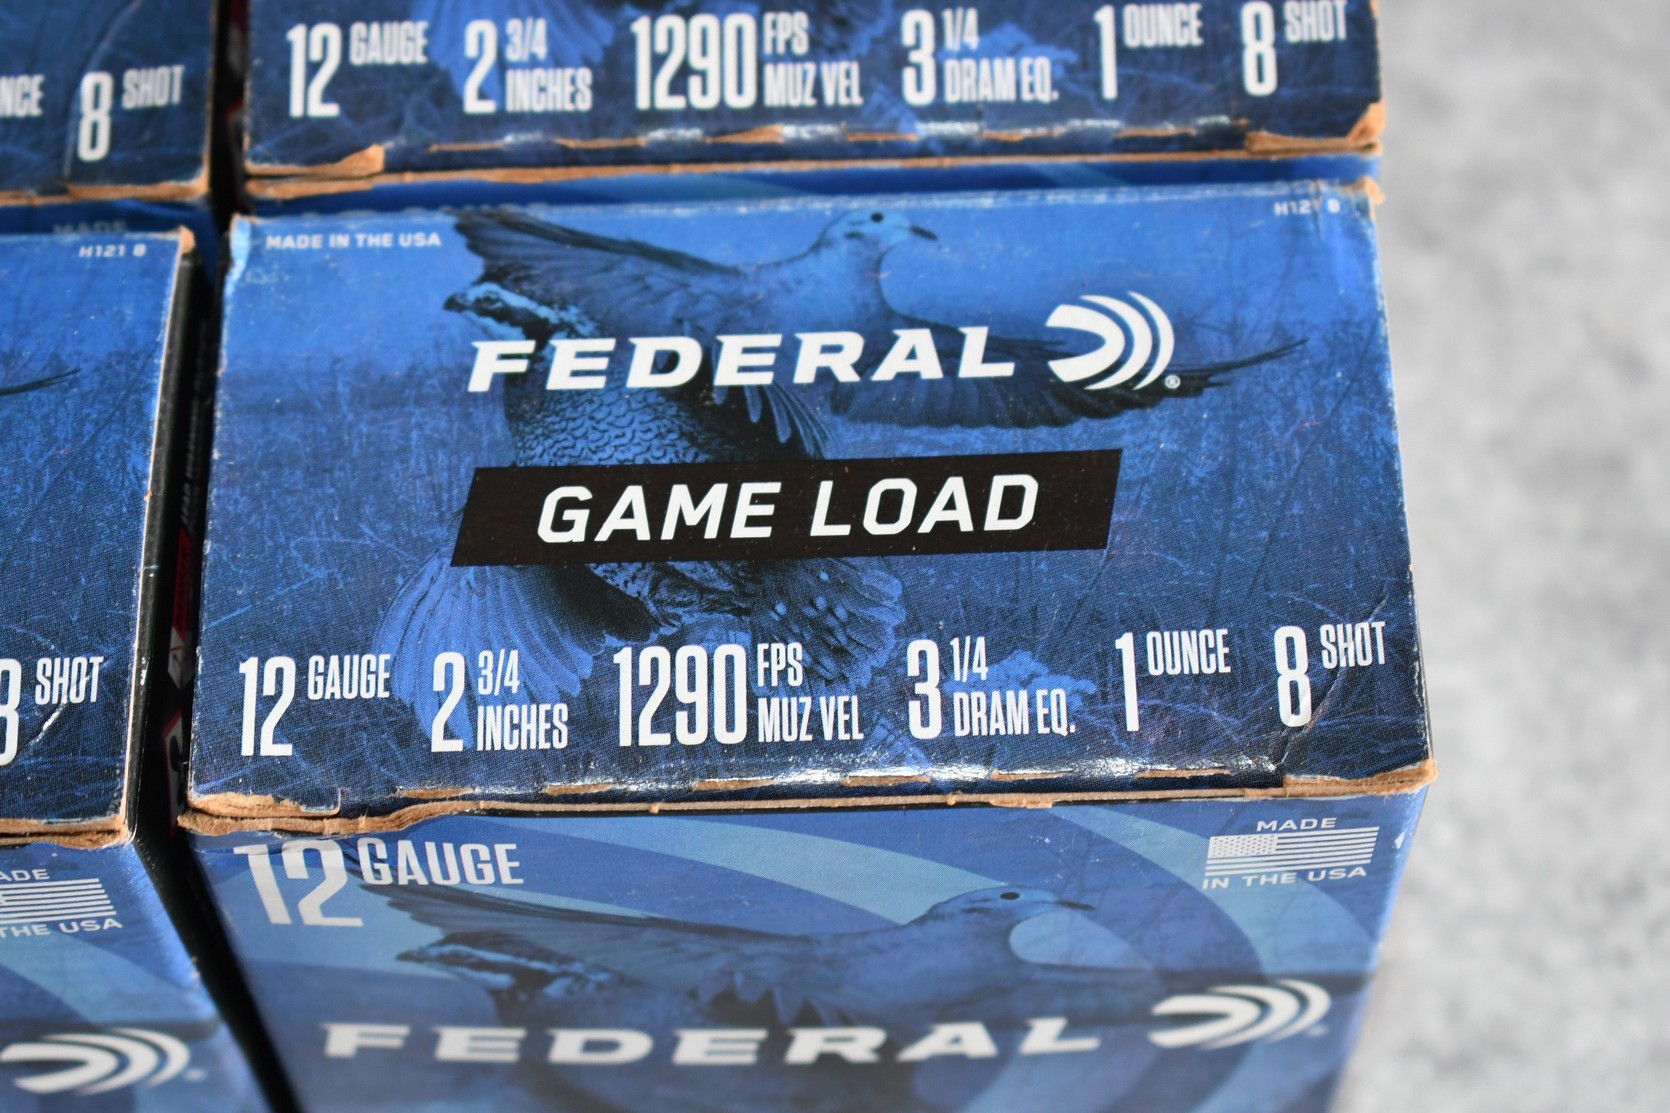 12 GAUGE 2 3/4 INCHES 1290 FPS MUZ VEL 3 1/4 DRAM EQ. 1 OUNCE 8 SHOT
8 SHOT
MADE
H121 8
MADE IN THE USA
H121 8
FEDERAL
GAME LOAD
12 GAUGE 2 3/4 INCHES 1290 FPS MUZ VEL 3 1/4 DRAM EQ. 1 OUNCE 8 SHOT
8 SHOT
12 GAUGE
MADE
IN THE USA
THE USA
FEDERAL